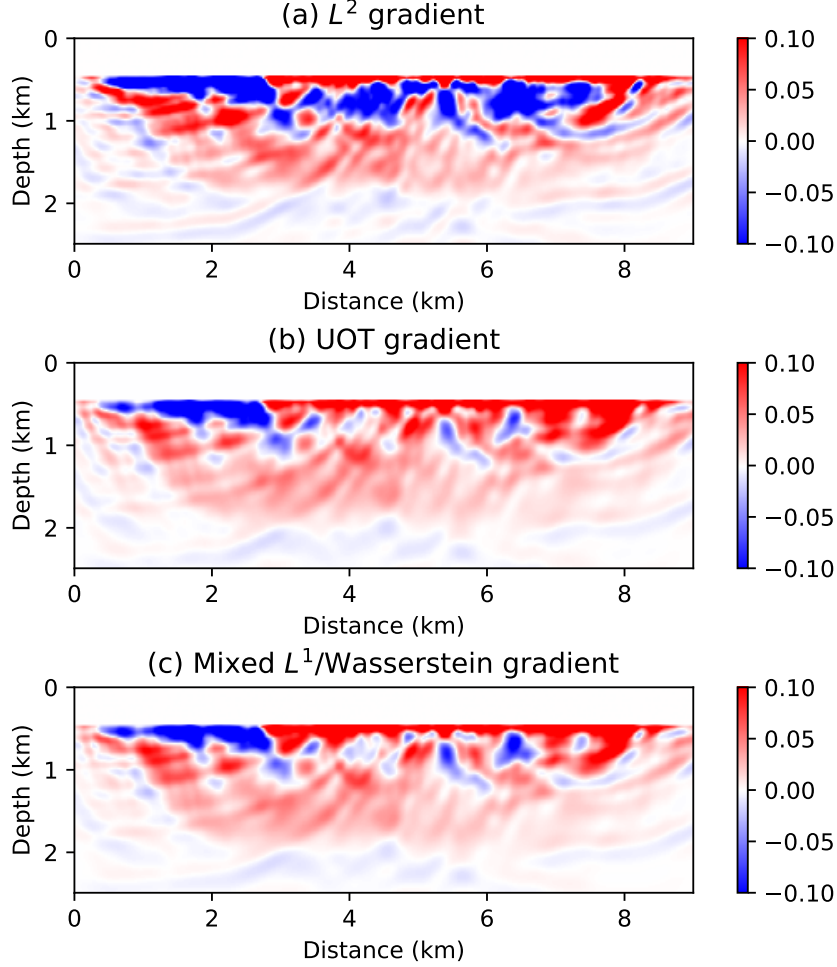 (a) L² gradient
0
1
2
Depth (km)
0 2 4 6 8
Distance (km)
0.10
0.05
0.00
−0.05
−0.10
(b) UOT gradient
0
1
2
Depth (km)
0 2 4 6 8
Distance (km)
0.10
0.05
0.00
−0.05
−0.10
(c) Mixed L¹/Wasserstein gradient
0
1
2
Depth (km)
0 2 4 6 8
Distance (km)
0.10
0.05
0.00
−0.05
−0.10